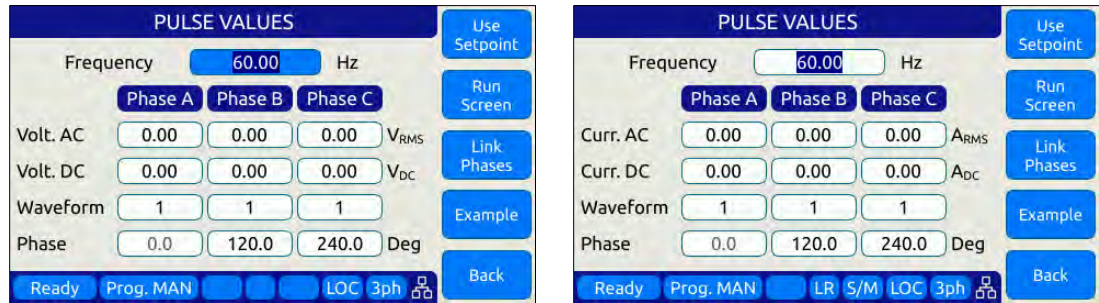 PULSE VALUES
Use Setpoint
Frequency 60.00 Hz
Run Screen
Phase A Phase B Phase C
Volt. AC 0.00 0.00 0.00 VRMS
Link Phases
Volt. DC 0.00 0.00 0.00 VDC
Waveform 1 1 1
Example
Phase 0.0 120.0 240.0 Deg
Back
Ready Prog. MAN LOC 3ph
PULSE VALUES
Use Setpoint
Frequency 60.00 Hz
Run Screen
Phase A Phase B Phase C
Curr. AC 0.00 0.00 0.00 ARMS
Link Phases
Curr. DC 0.00 0.00 0.00 ADC
Waveform 1 1 1
Example
Phase 0.0 120.0 240.0 Deg
Back
Ready Prog. MAN LR S/M LOC 3ph